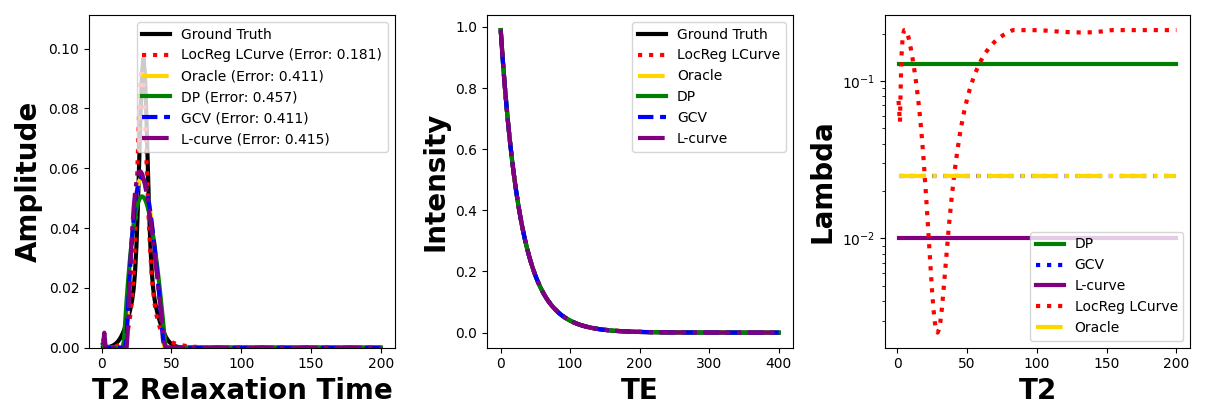 Amplitude
0.00
0.02
0.04
0.06
0.08
0.10
0
50
100
150
200
T2 Relaxation Time
Ground Truth
LocReg LCurve (Error: 0.181)
Oracle (Error: 0.411)
DP (Error: 0.457)
GCV (Error: 0.411)
L-curve (Error: 0.415)
Intensity
0.0
0.2
0.4
0.6
0.8
1.0
0
100
200
300
400
TE
Ground Truth
LocReg LCurve
Oracle
DP
GCV
L-curve
Lambda
10⁻¹
10⁻²
0
50
100
150
200
T2
DP
GCV
L-curve
LocReg LCurve
Oracle